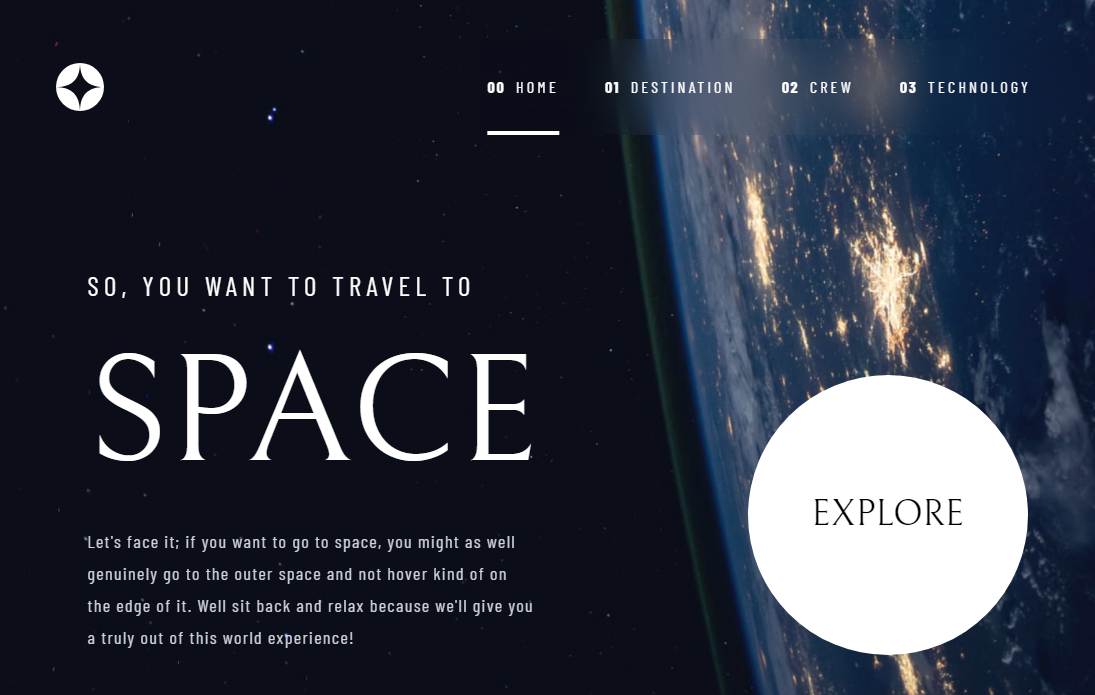 00 HOME 01 DESTINATION 02 CREW 03 TECHNOLOGY
SO, YOU WANT TO TRAVEL TO
SPACE
Let's face it; if you want to go to space, you might as well
genuinely go to the outer space and not hover kind of on
the edge of it. Well sit back and relax because we'll give you
a truly out of this world experience!
EXPLORE